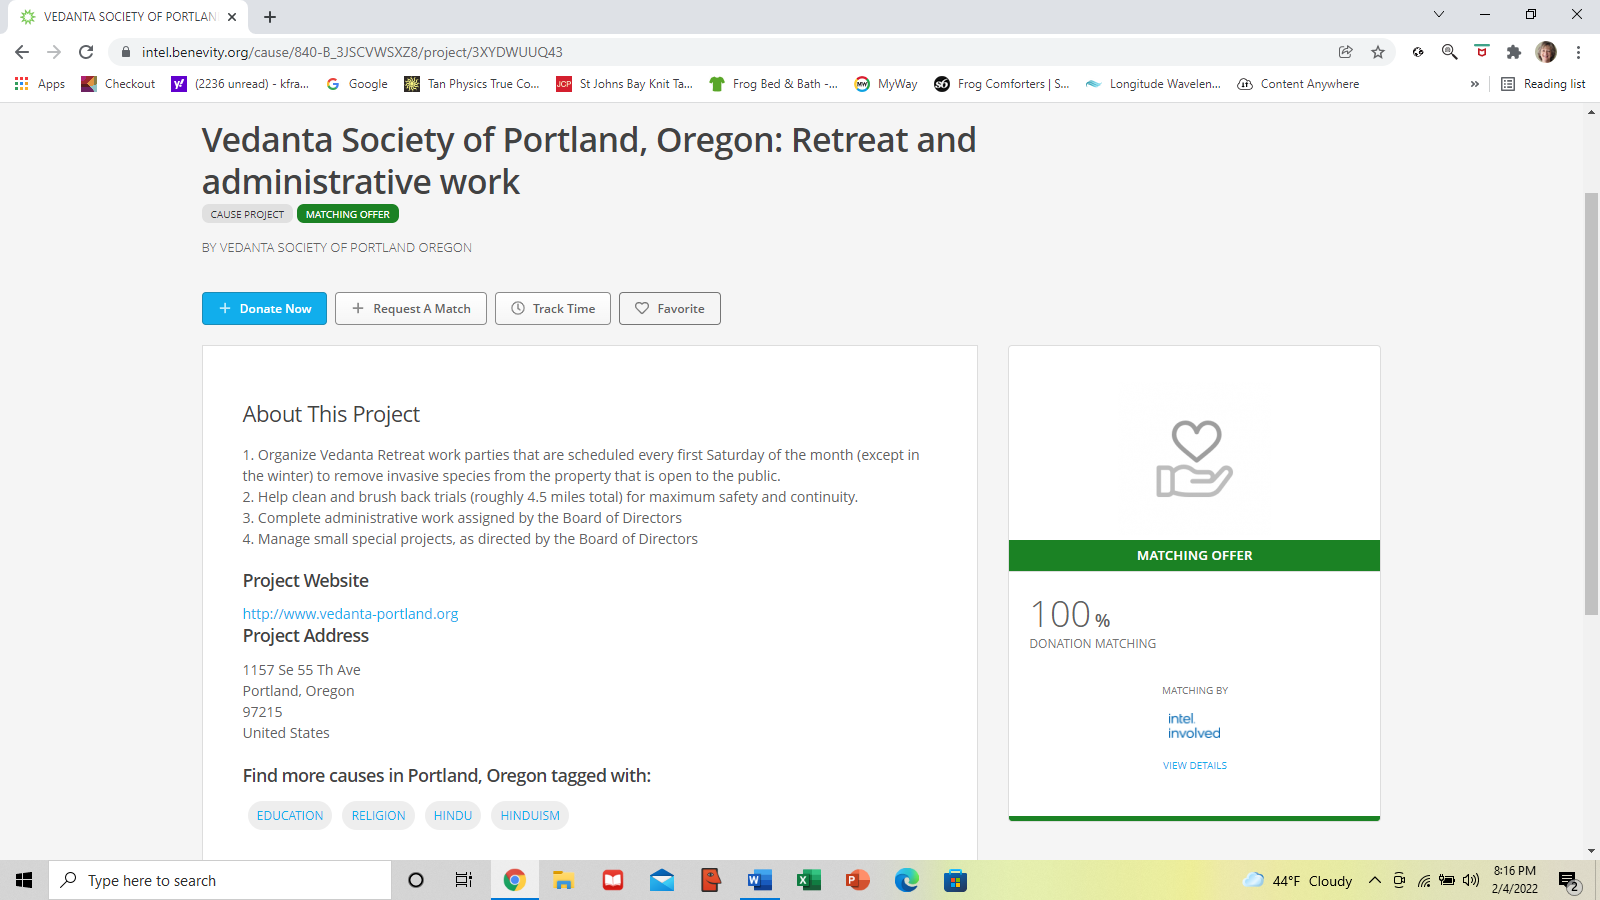 VEDANTA SOCIETY OF PORTLAN
intel.benevity.org/cause/840-B_3JSCVWSXZ8/project/3XYDWUUQ43
Apps
Checkout
(2236 unread) - kfra...
Google
Tan Physics True Co...
JCP
St Johns Bay Knit Ta...
Frog Bed & Bath -...
MW
MyWay
Frog Comforters | S...
Longitude Wavelen...
Content Anywhere
»
Reading list
Vedanta Society of Portland, Oregon: Retreat and
administrative work
CAUSE PROJECT
MATCHING OFFER
BY VEDANTA SOCIETY OF PORTLAND OREGON
+ Donate Now
+ Request A Match
Track Time
Favorite
About This Project
1. Organize Vedanta Retreat work parties that are scheduled every first Saturday of the month (except in
the winter) to remove invasive species from the property that is open to the public.
2. Help clean and brush back trials (roughly 4.5 miles total) for maximum safety and continuity.
3. Complete administrative work assigned by the Board of Directors
4. Manage small special projects, as directed by the Board of Directors
Project Website
http://www.vedanta-portland.org
Project Address
1157 Se 55 Th Ave
Portland, Oregon
97215
United States
Find more causes in Portland, Oregon tagged with:
EDUCATION
RELIGION
HINDU
HINDUISM
MATCHING OFFER
100 %
DONATION MATCHING
MATCHING BY
intel.
involved
VIEW DETAILS
Type here to search
44°F Cloudy
8:16 PM
2/4/2022
2